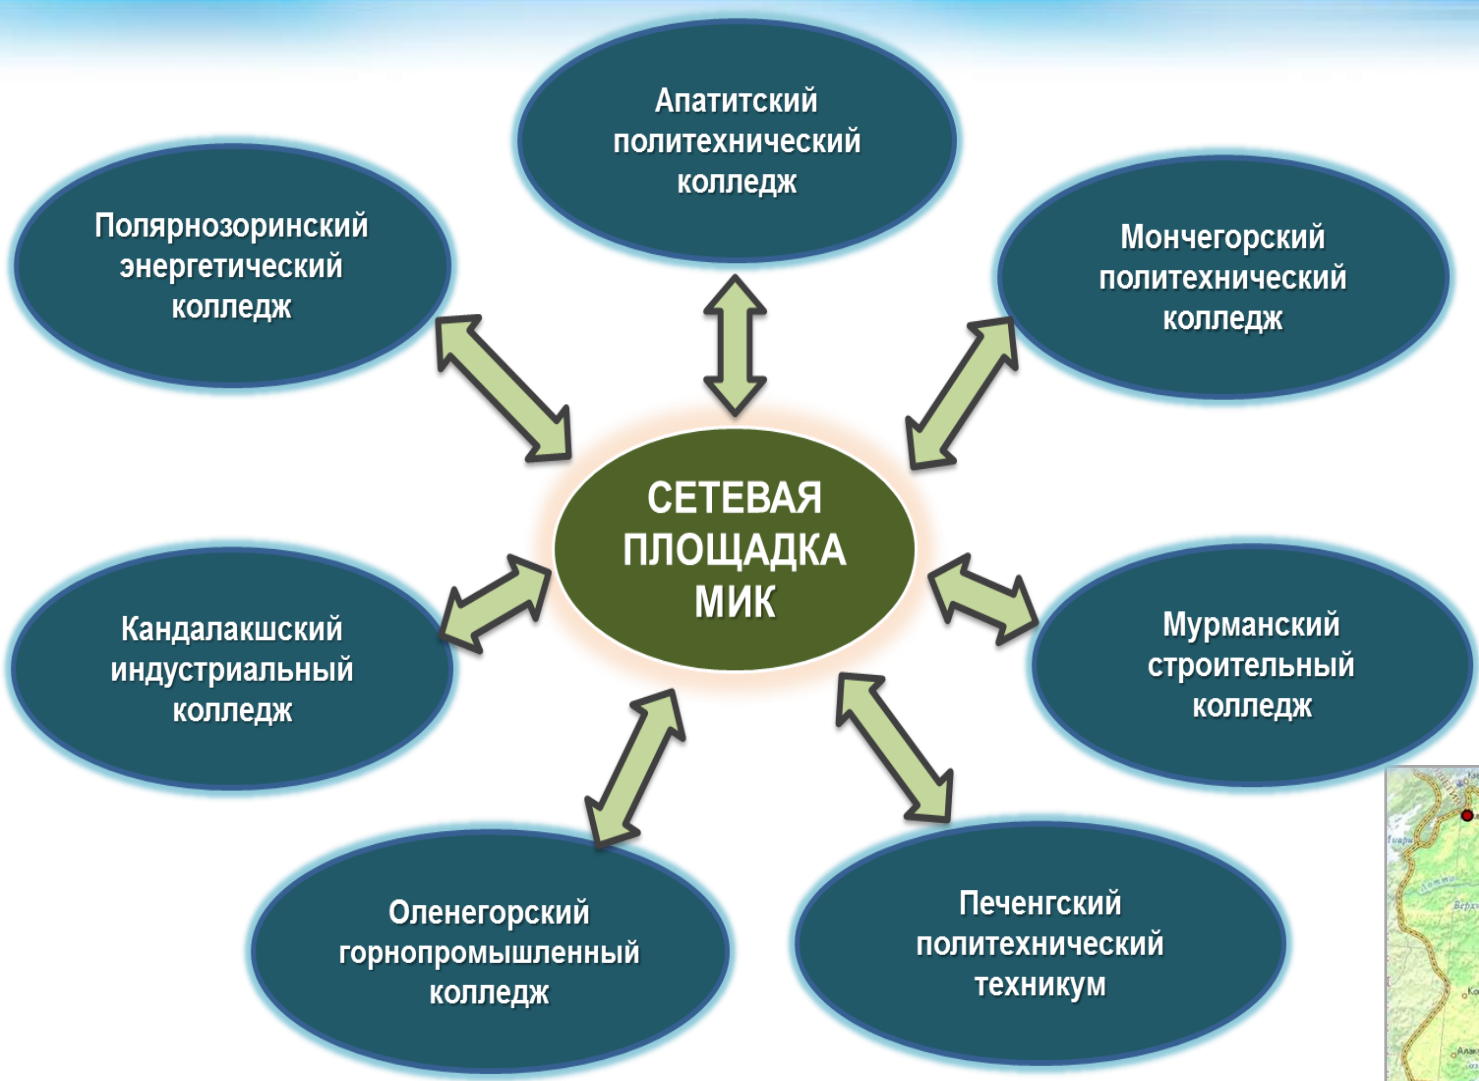 Апатитский
политехнический
колледж
Полярнозоринский
энергетический
колледж
Мончегорский
политехнический
колледж
СЕТЕВАЯ
ПЛОЩАДКА
МИК
Кандалакшский
индустриальный
колледж
Мурманский
строительный
колледж
Оленегорский
горнопромышленный
колледж
Печенгский
политехнический
техникум